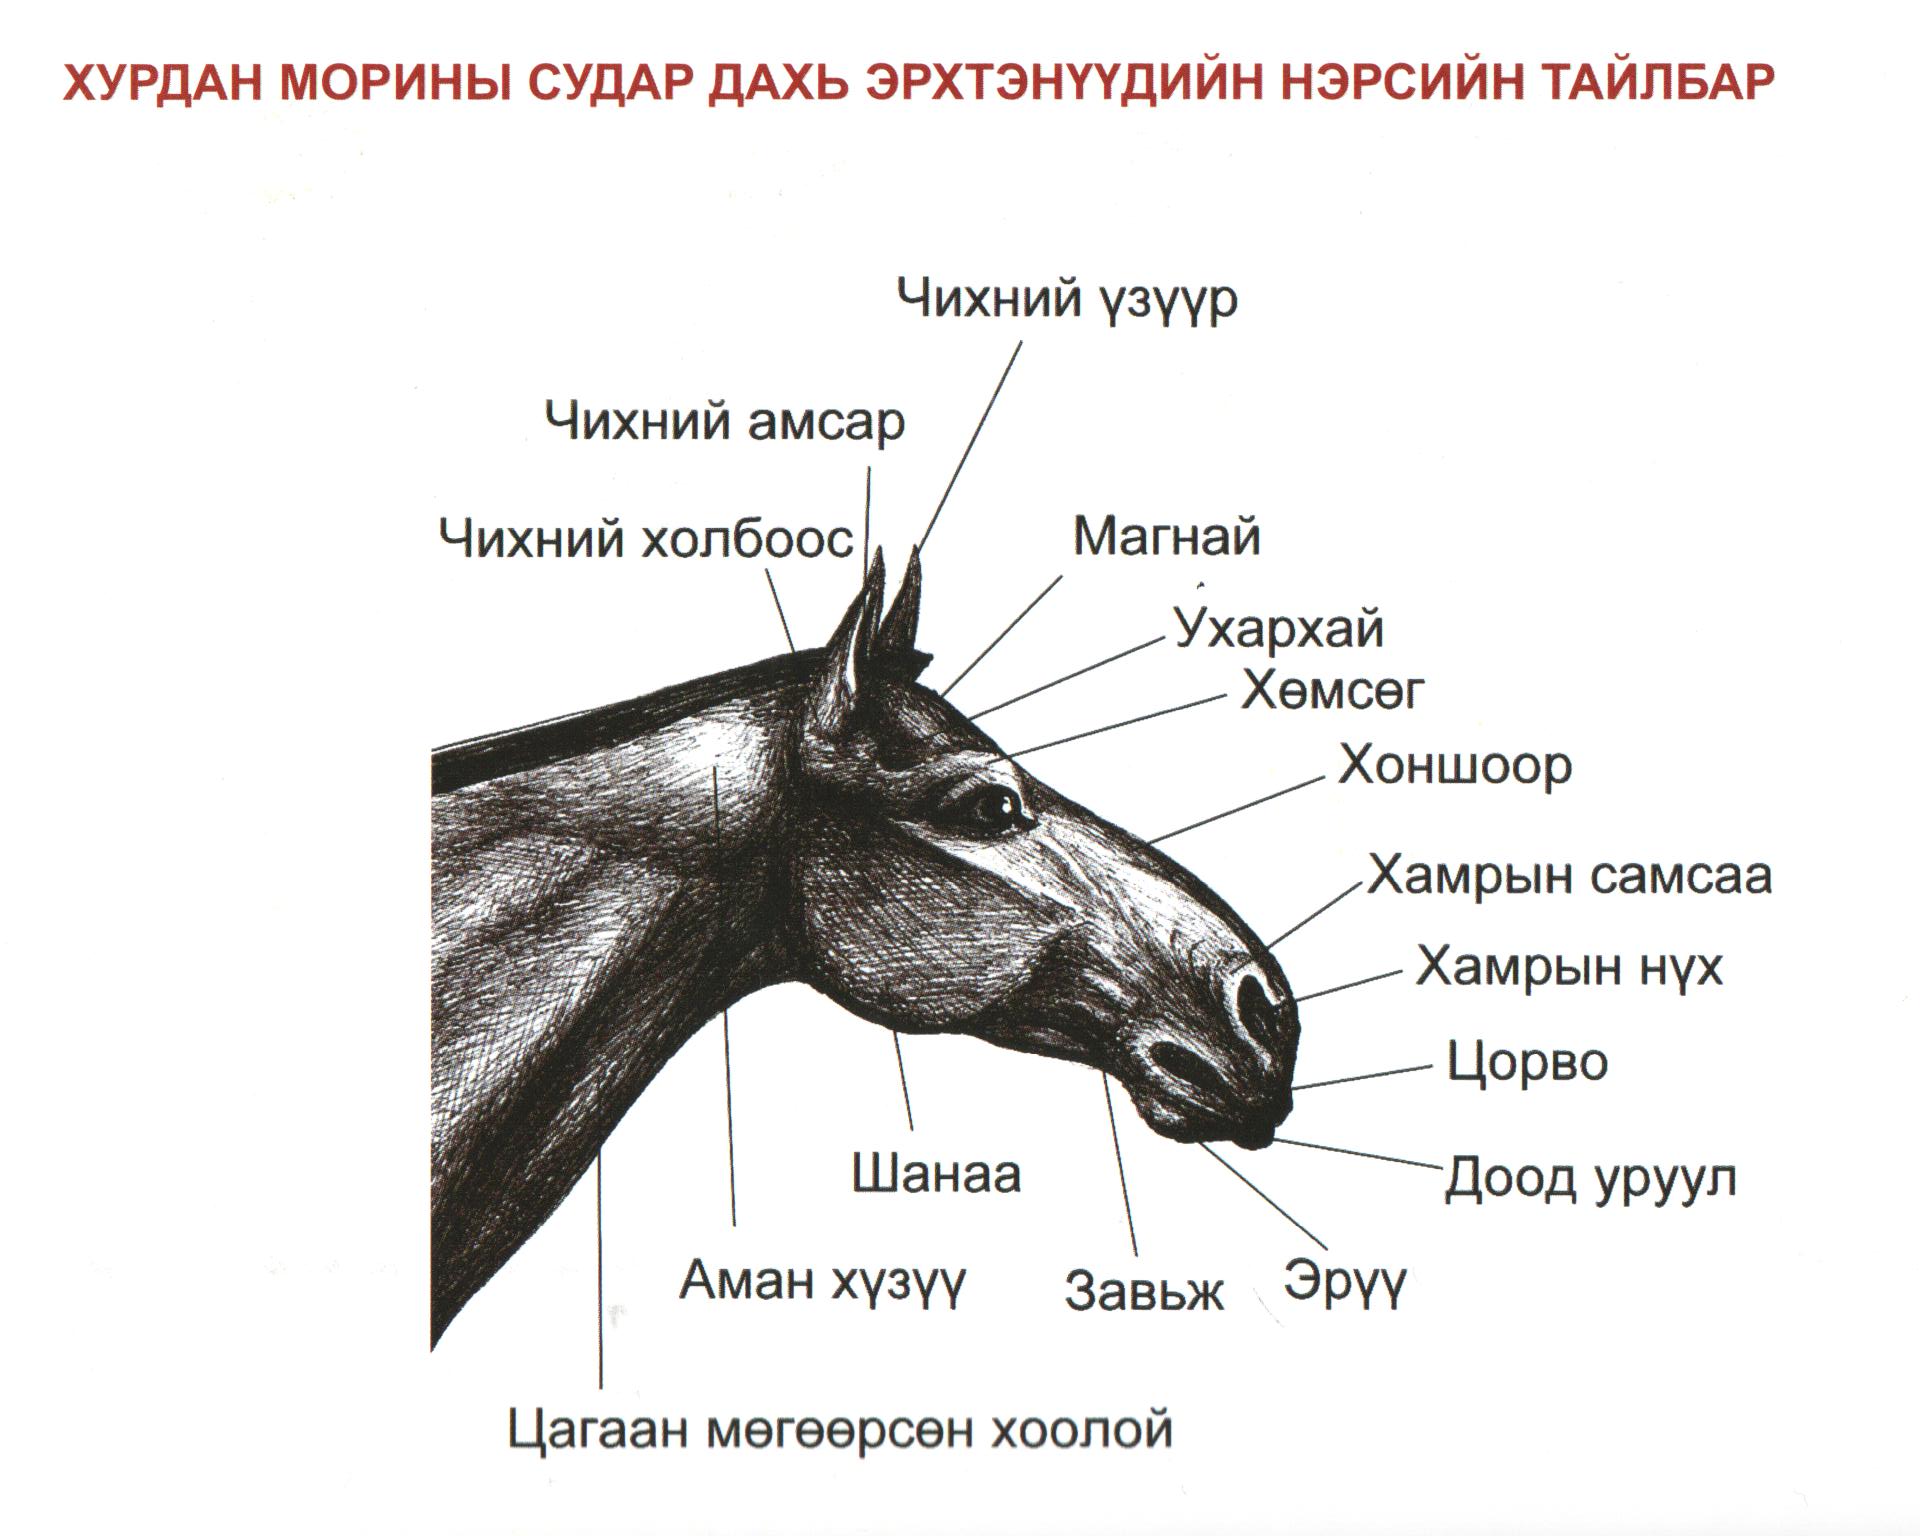 ХУРДАН МОРИНЫ СУДАР ДАХЬ ЭРХТЭНҮҮДИЙН НЭРСИЙН ТАЙЛБАР
Чихний үзүүр
Чихний амсар
Чихний холбоос
Магнай
Ухархай
Хөмсөг
Хоншоор
Хамрын самсаа
Хамрын нүх
Цорво
Доод уруул
Шанаа
Аман хүзүү
Завьж
Эрүү
Цагаан мөгөөрсөн хоолой